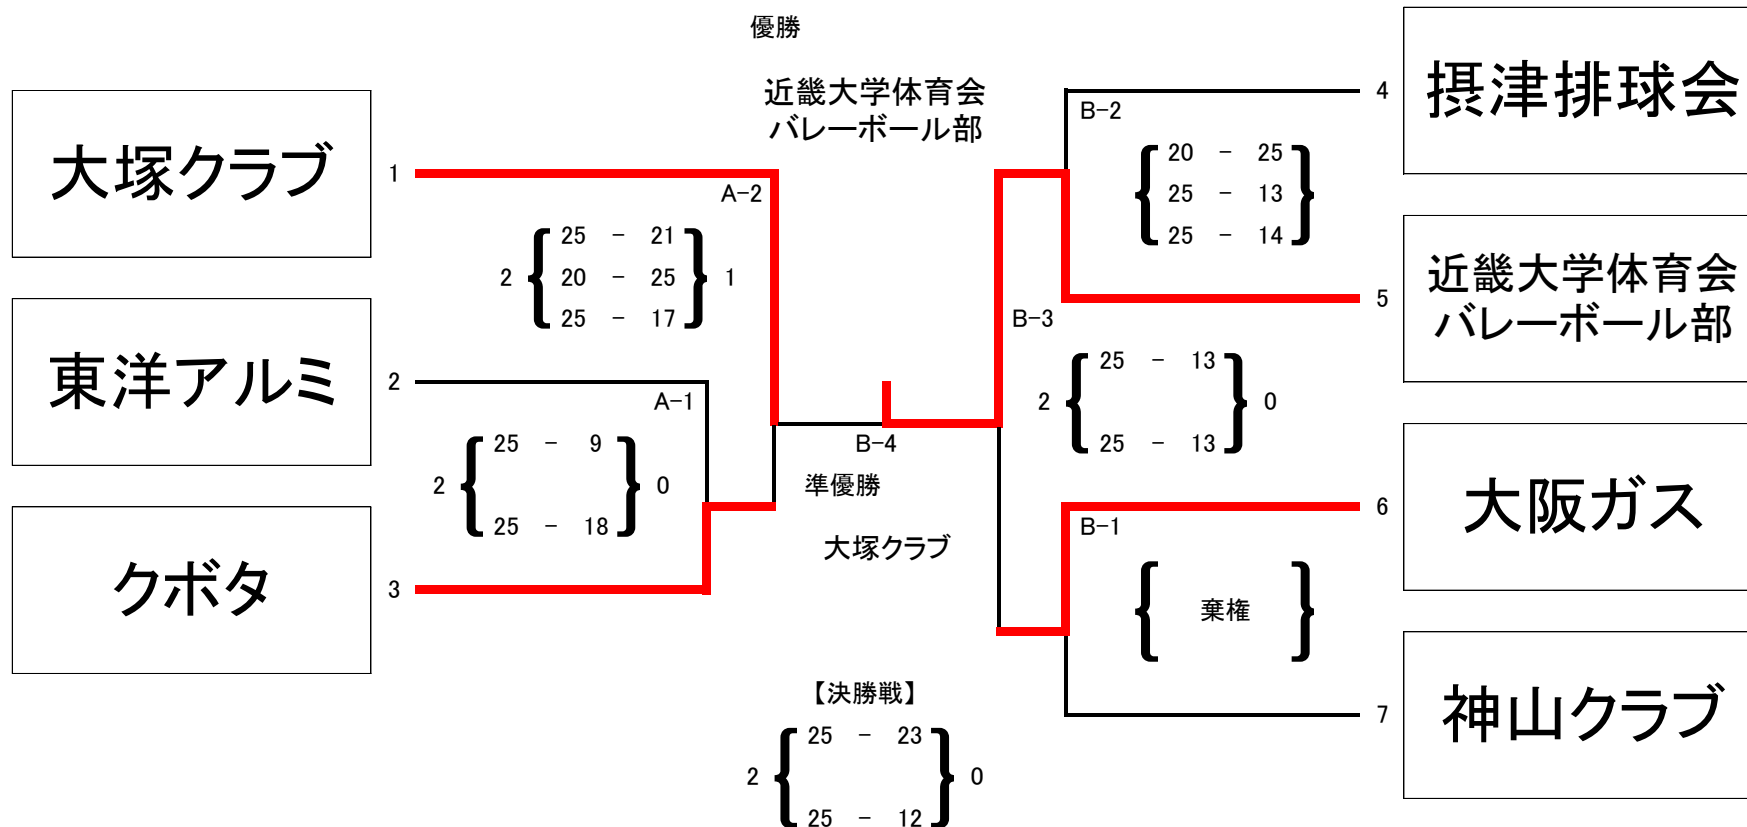 優勝
近畿大学体育会
バレーボール部
大塚クラブ
1
A-2
2
25 - 21
20 - 25
25 - 17
1
東洋アルミ
2
A-1
2
25 - 9
25 - 18
0
クボタ
3
B-4
準優勝
大塚クラブ
摂津排球会
4
B-2
20 - 25
25 - 13
25 - 14
近畿大学体育会
バレーボール部
5
B-3
2
25 - 13
25 - 13
0
大阪ガス
6
B-1
棄権
神山クラブ
7
【決勝戦】
2
25 - 23
25 - 12
0